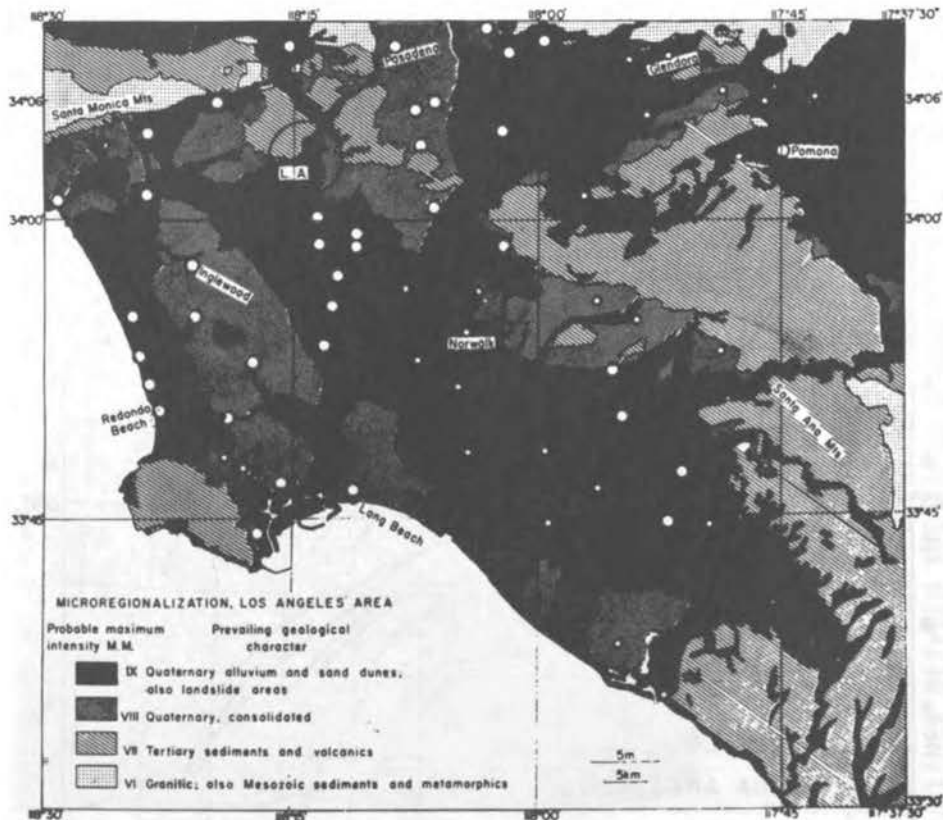 118°30' 118°15' 118°00' 117°45' 117°37'30"
Pasadena
Glendora
34°06' 34°06'
Santa Monica Mts
Pomona
L. A.
34°00' 34°00'
Inglewood
Norwalk
Redondo Beach
Santa Ana Mts
Long Beach
33°45' 33°45'
MICROREGIONALIZATION, LOS ANGELES AREA
Probable maximum intensity M.M.
Prevailing geological character
IX Quaternary alluvium and sand dunes;
also landslide areas
VIII Quaternary, consolidated
VII Tertiary sediments and volcanics
VI Granitic; also Mesozoic sediments and metamorphics
5m
5km
33°30'
118°30' 118°15' 118°00' 117°45' 117°37'30"